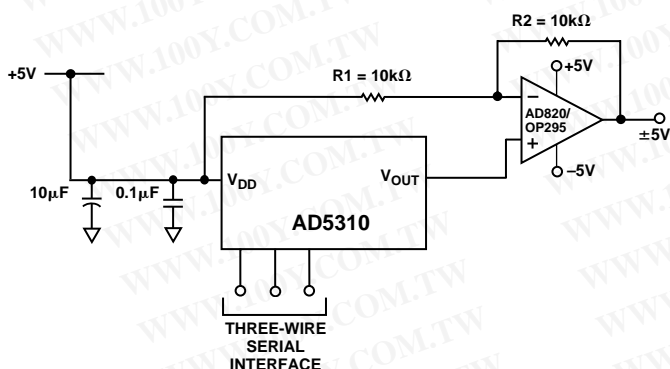 R2 = 10kΩ
+5V
R1 = 10kΩ
+5V
−
AD820/
OP295
+
±5V
–5V
10µF
0.1µF
VDD
VOUT
AD5310
THREE-WIRE
SERIAL
INTERFACE
WWW.100Y.COM.TW